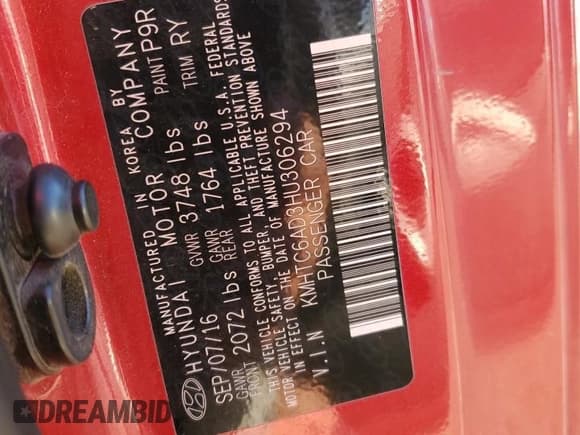 MANUFACTURED IN KOREA BY
HYUNDAI MOTOR COMPANY
SEP/07/16 GVWR 3748 lbs PAINT P9R
GAWR FRONT 2072 lbs GAWR REAR 1764 lbs TRIM RY
THIS VEHICLE CONFORMS TO ALL APPLICABLE U.S.A. FEDERAL
MOTOR VEHICLE SAFETY, BUMPER, AND THEFT PREVENTION STANDARDS
IN EFFECT ON THE DATE OF MANUFACTURE SHOWN ABOVE
V.I.N KMHTC6AD3HU306294
PASSENGER CAR
DREAMBID